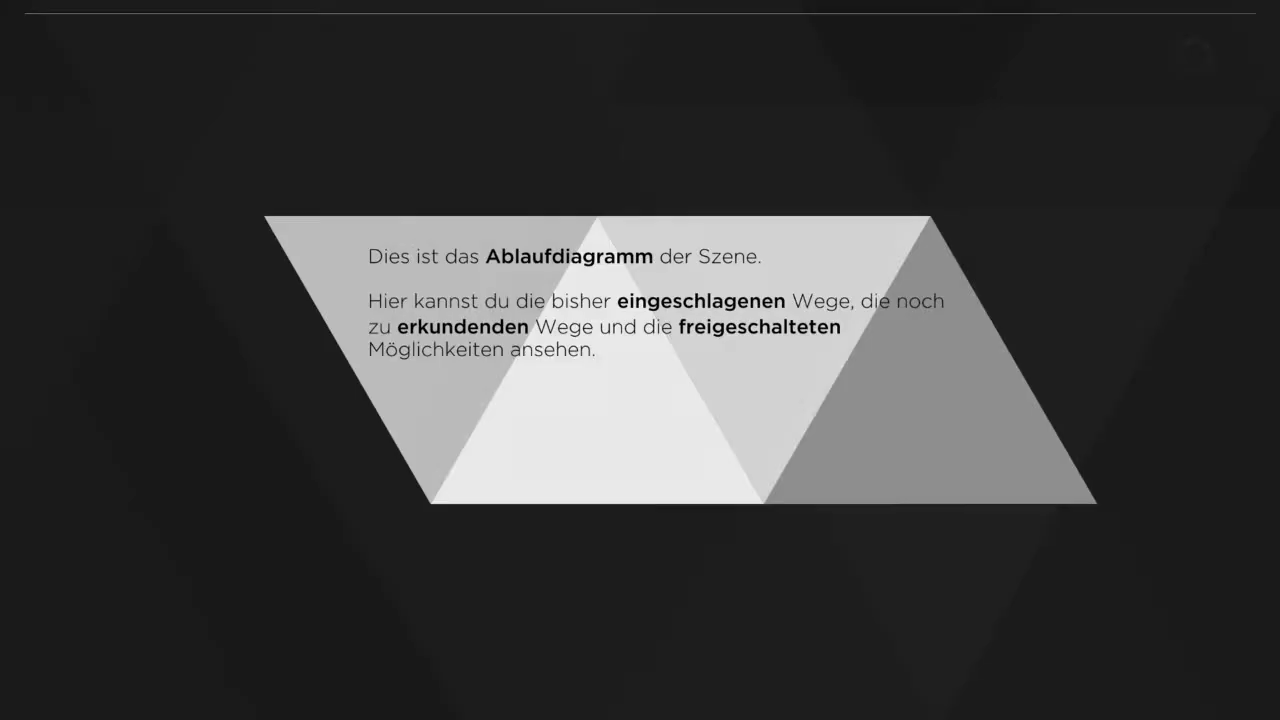 Dies ist das Ablaufdiagramm der Szene.
Hier kannst du die bisher eingeschlagenen Wege, die noch
zu erkundenden Wege und die freigeschalteten
Möglichkeiten ansehen.